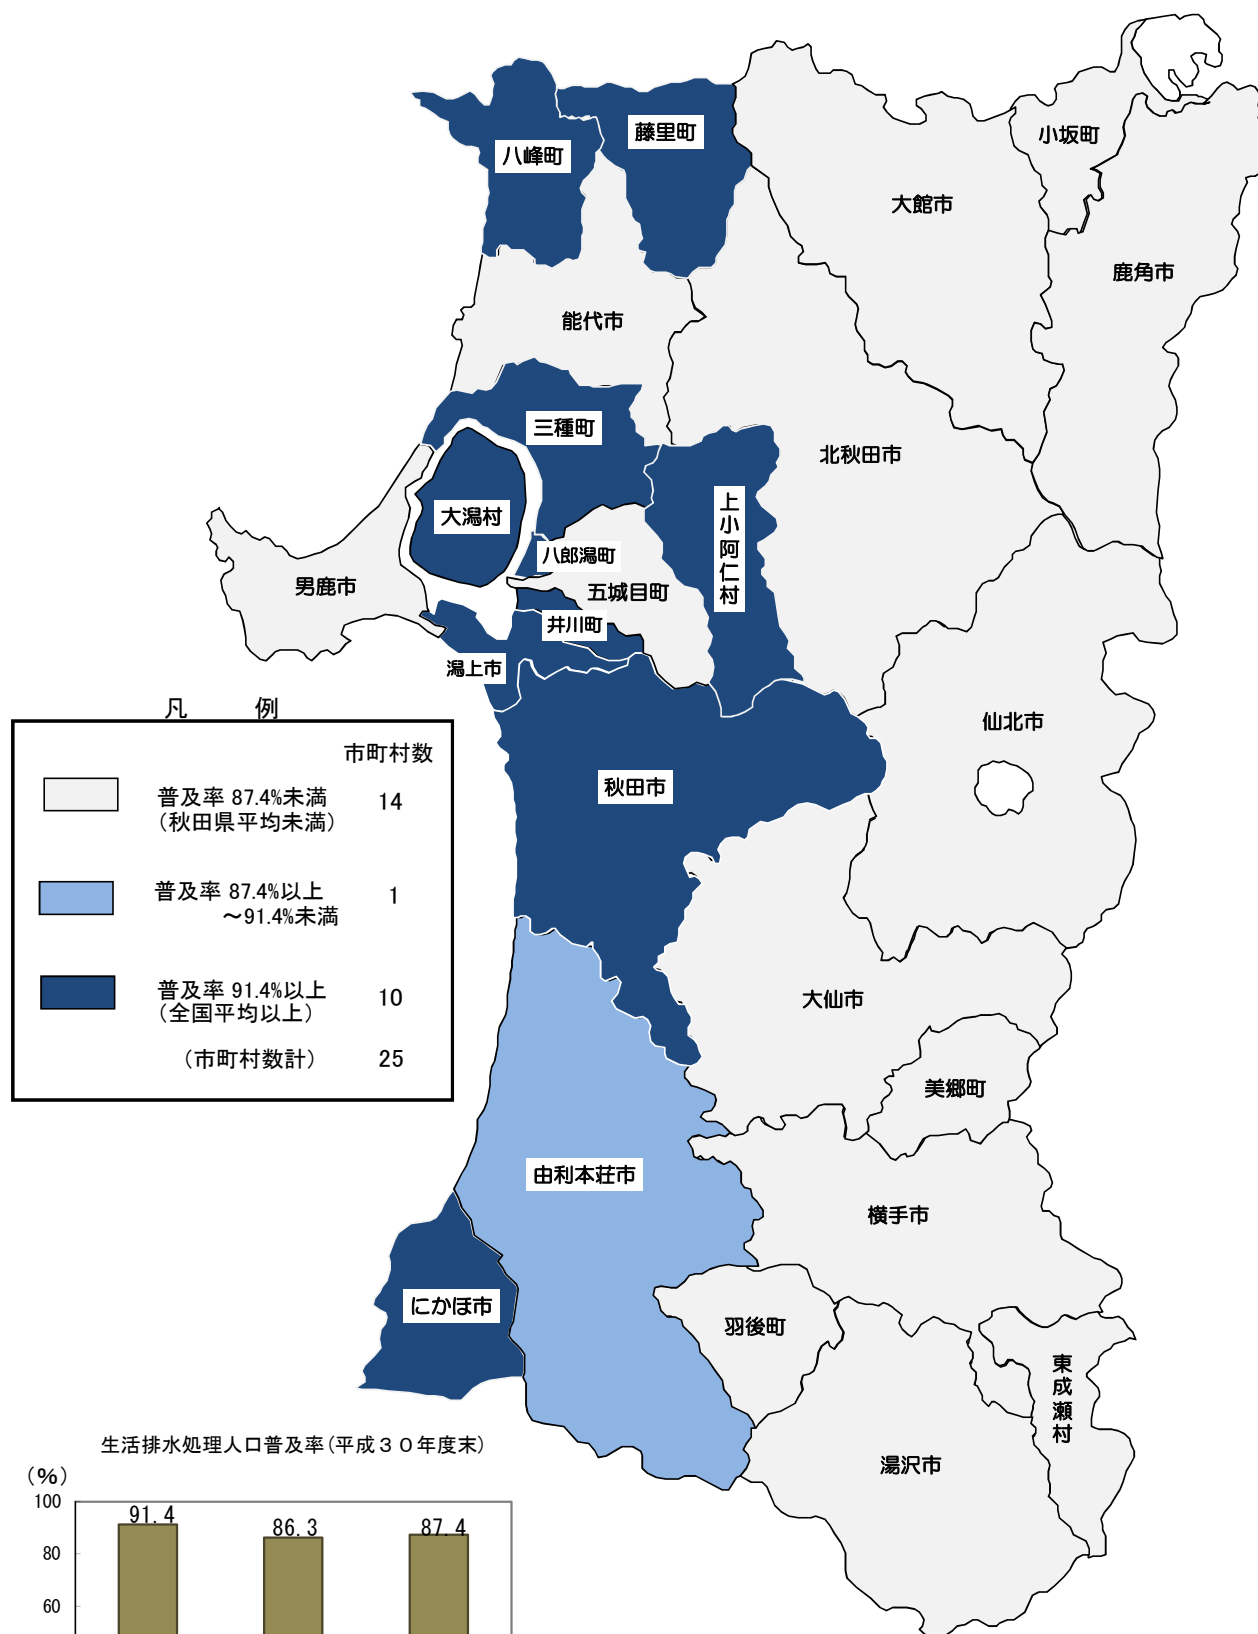 八峰町
藤里町
小坂町
大館市
鹿角市
能代市
三種町
北秋田市
大潟村
上小阿仁村
八郎潟町
男鹿市
五城目町
井川町
潟上市
仙北市
秋田市
大仙市
美郷町
由利本荘市
横手市
にかほ市
羽後町
東成瀬村
湯沢市
凡　例
市町村数
普及率 87.4%未満 14
（秋田県平均未満）
普及率 87.4%以上 1
～91.4%未満
普及率 91.4%以上 10
（全国平均以上）
（市町村数計） 25
生活排水処理人口普及率（平成３０年度末）
（％）
100
91.4
86.3
87.4
80
60